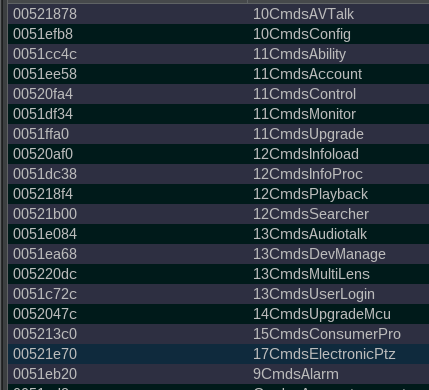 00521878 10CmdsAVTalk
0051efb8 10CmdsConfig
0051cc4c 11CmdsAbility
0051ee58 11CmdsAccount
00520fa4 11CmdsControl
0051df34 11CmdsMonitor
0051ffa0 11CmdsUpgrade
00520af0 12CmdsInfoload
0051dc38 12CmdsInfoProc
005218f4 12CmdsPlayback
00521b00 12CmdsSearcher
0051e084 13CmdsAudiotalk
0051ea68 13CmdsDevManage
005220dc 13CmdsMultiLens
0051c72c 13CmdsUserLogin
0052047c 14CmdsUpgradeMcu
005213c0 15CmdsConsumerPro
00521e70 17CmdsElectronicPtz
0051eb20 9CmdsAlarm